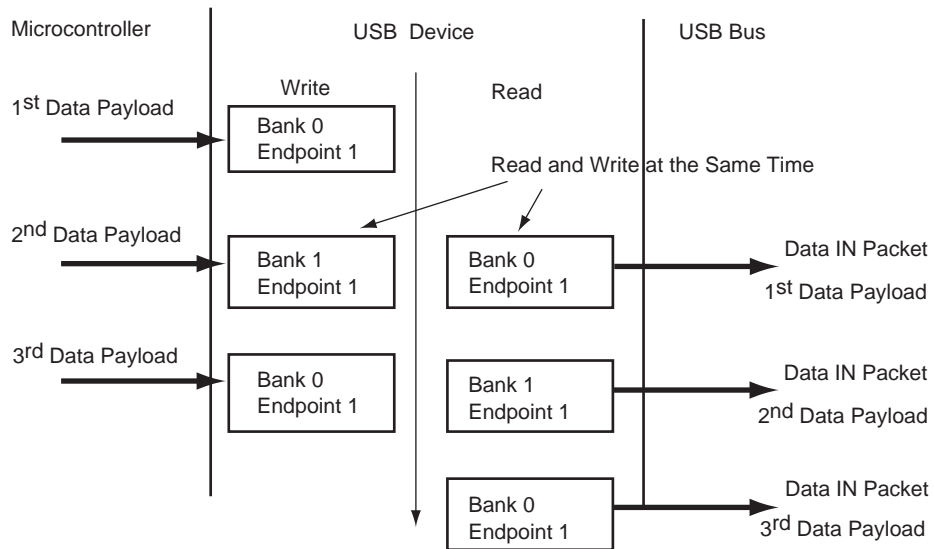 Microcontroller
USB Device
USB Bus
Write
Read
1st Data Payload
Bank 0
Endpoint 1
Read and Write at the Same Time
2nd Data Payload
Bank 1
Endpoint 1
Bank 0
Endpoint 1
Data IN Packet
1st Data Payload
3rd Data Payload
Bank 0
Endpoint 1
Bank 1
Endpoint 1
Data IN Packet
2nd Data Payload
Bank 0
Endpoint 1
Data IN Packet
3rd Data Payload